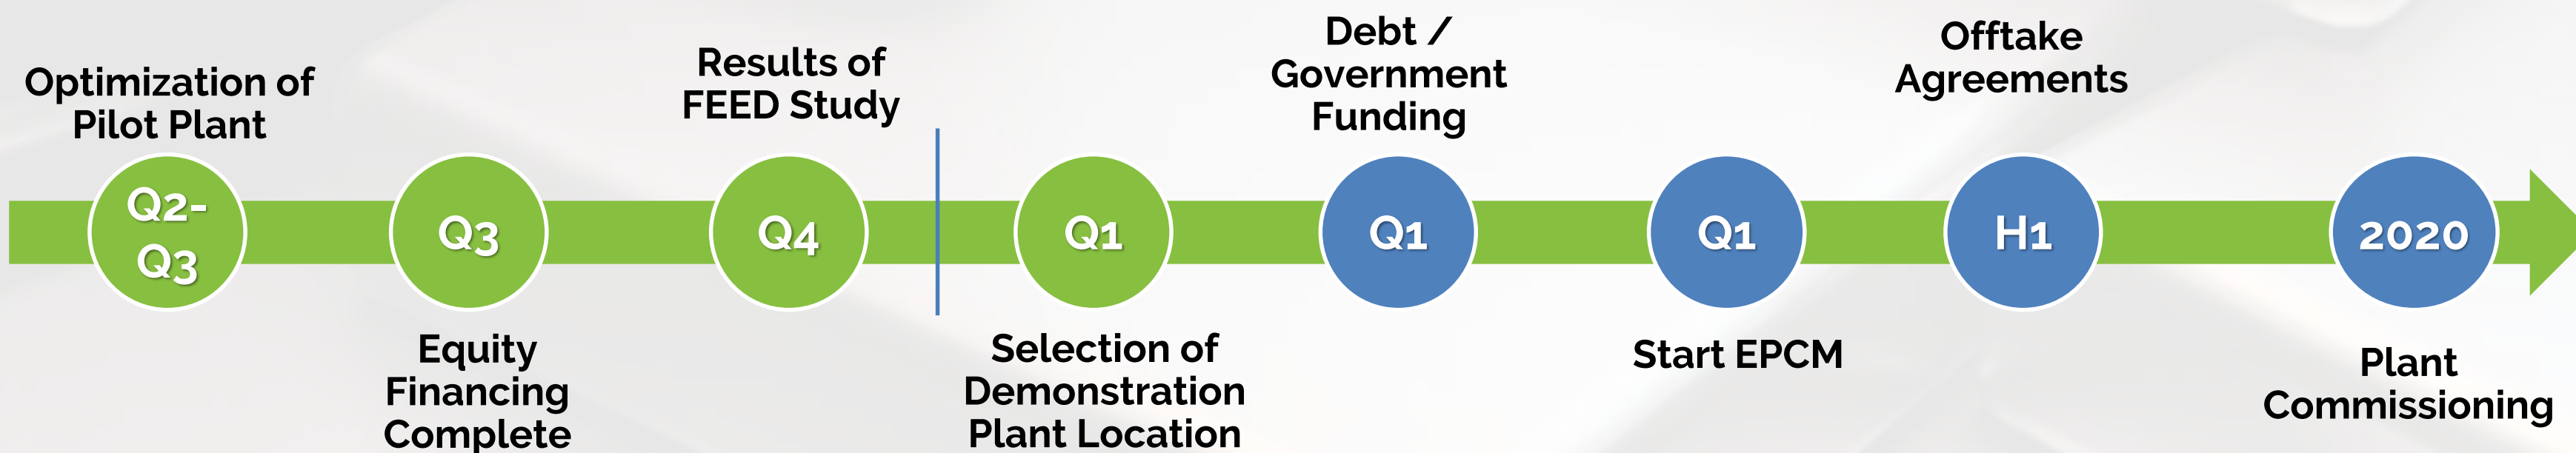 Optimization of
Pilot Plant
Q2-
Q3
Q3
Equity
Financing
Complete
Results of
FEED Study
Q4
Q1
Selection of
Demonstration
Plant Location
Debt /
Government
Funding
Q1
Q1
Start EPCM
Offtake
Agreements
H1
2020
Plant
Commissioning